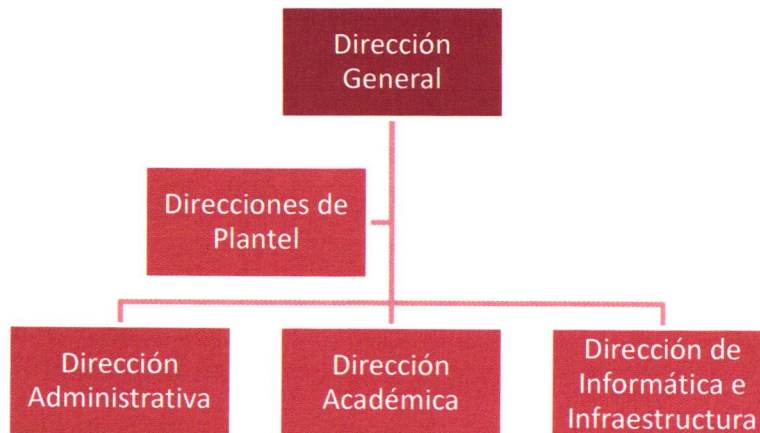 Dirección
General
Direcciones de
Plantel
Dirección
Administrativa
Dirección
Académica
Dirección de
Informática e
Infraestructura